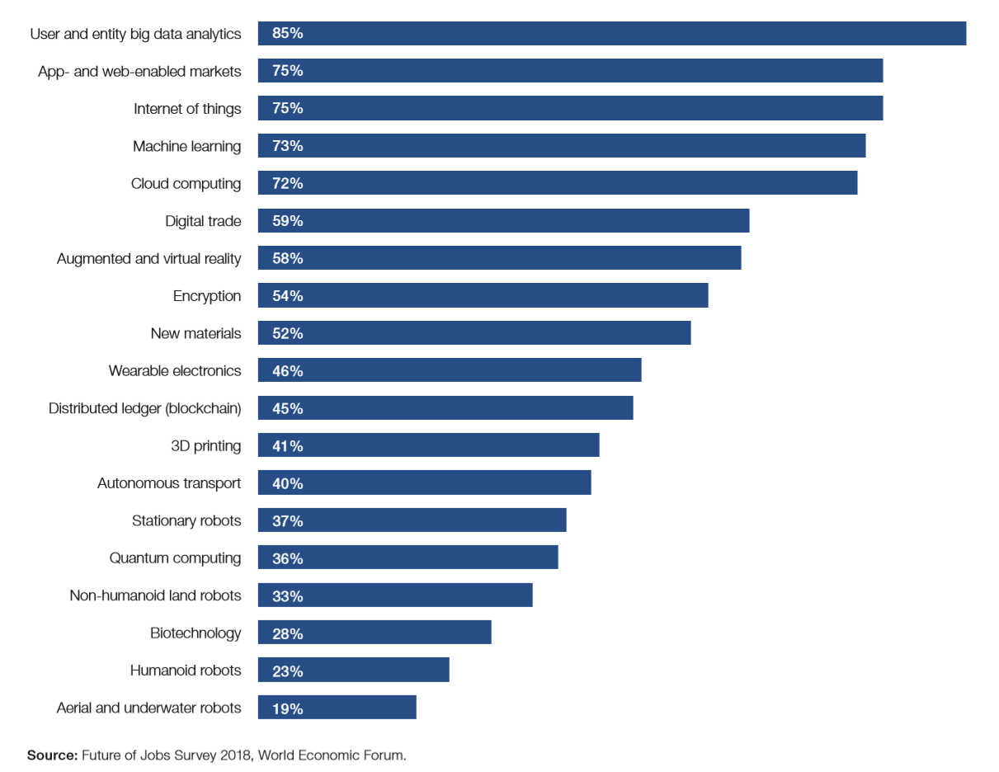 User and entity big data analytics 85%
App- and web-enabled markets 75%
Internet of things 75%
Machine learning 73%
Cloud computing 72%
Digital trade 59%
Augmented and virtual reality 58%
Encryption 54%
New materials 52%
Wearable electronics 46%
Distributed ledger (blockchain) 45%
3D printing 41%
Autonomous transport 40%
Stationary robots 37%
Quantum computing 36%
Non-humanoid land robots 33%
Biotechnology 28%
Humanoid robots 23%
Aerial and underwater robots 19%
Source: Future of Jobs Survey 2018, World Economic Forum.